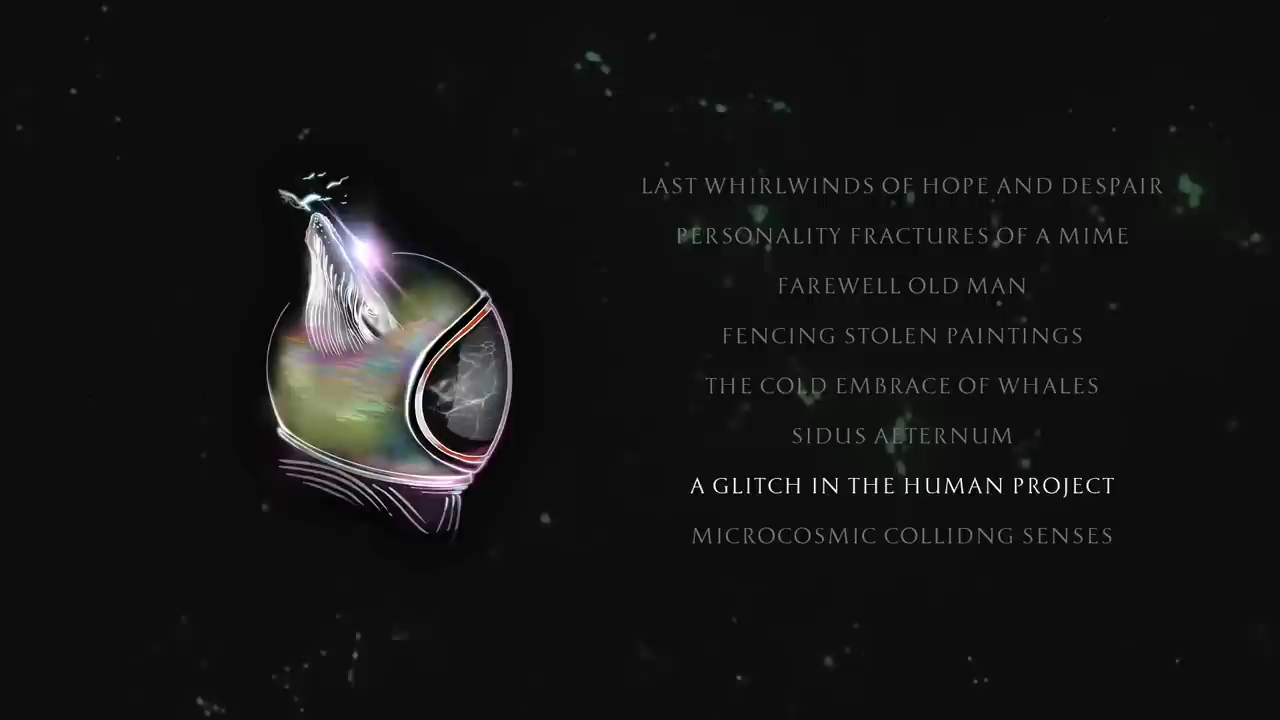 LAST WHIRLWINDS OF HOPE AND DESPAIR
PERSONALITY FRACTURES OF A MIME
FAREWELL OLD MAN
FENCING STOLEN PAINTINGS
THE COLD EMBRACE OF WHALES
SIDUS AETERNUM
A GLITCH IN THE HUMAN PROJECT
MICROCOSMIC COLLIDNG SENSES